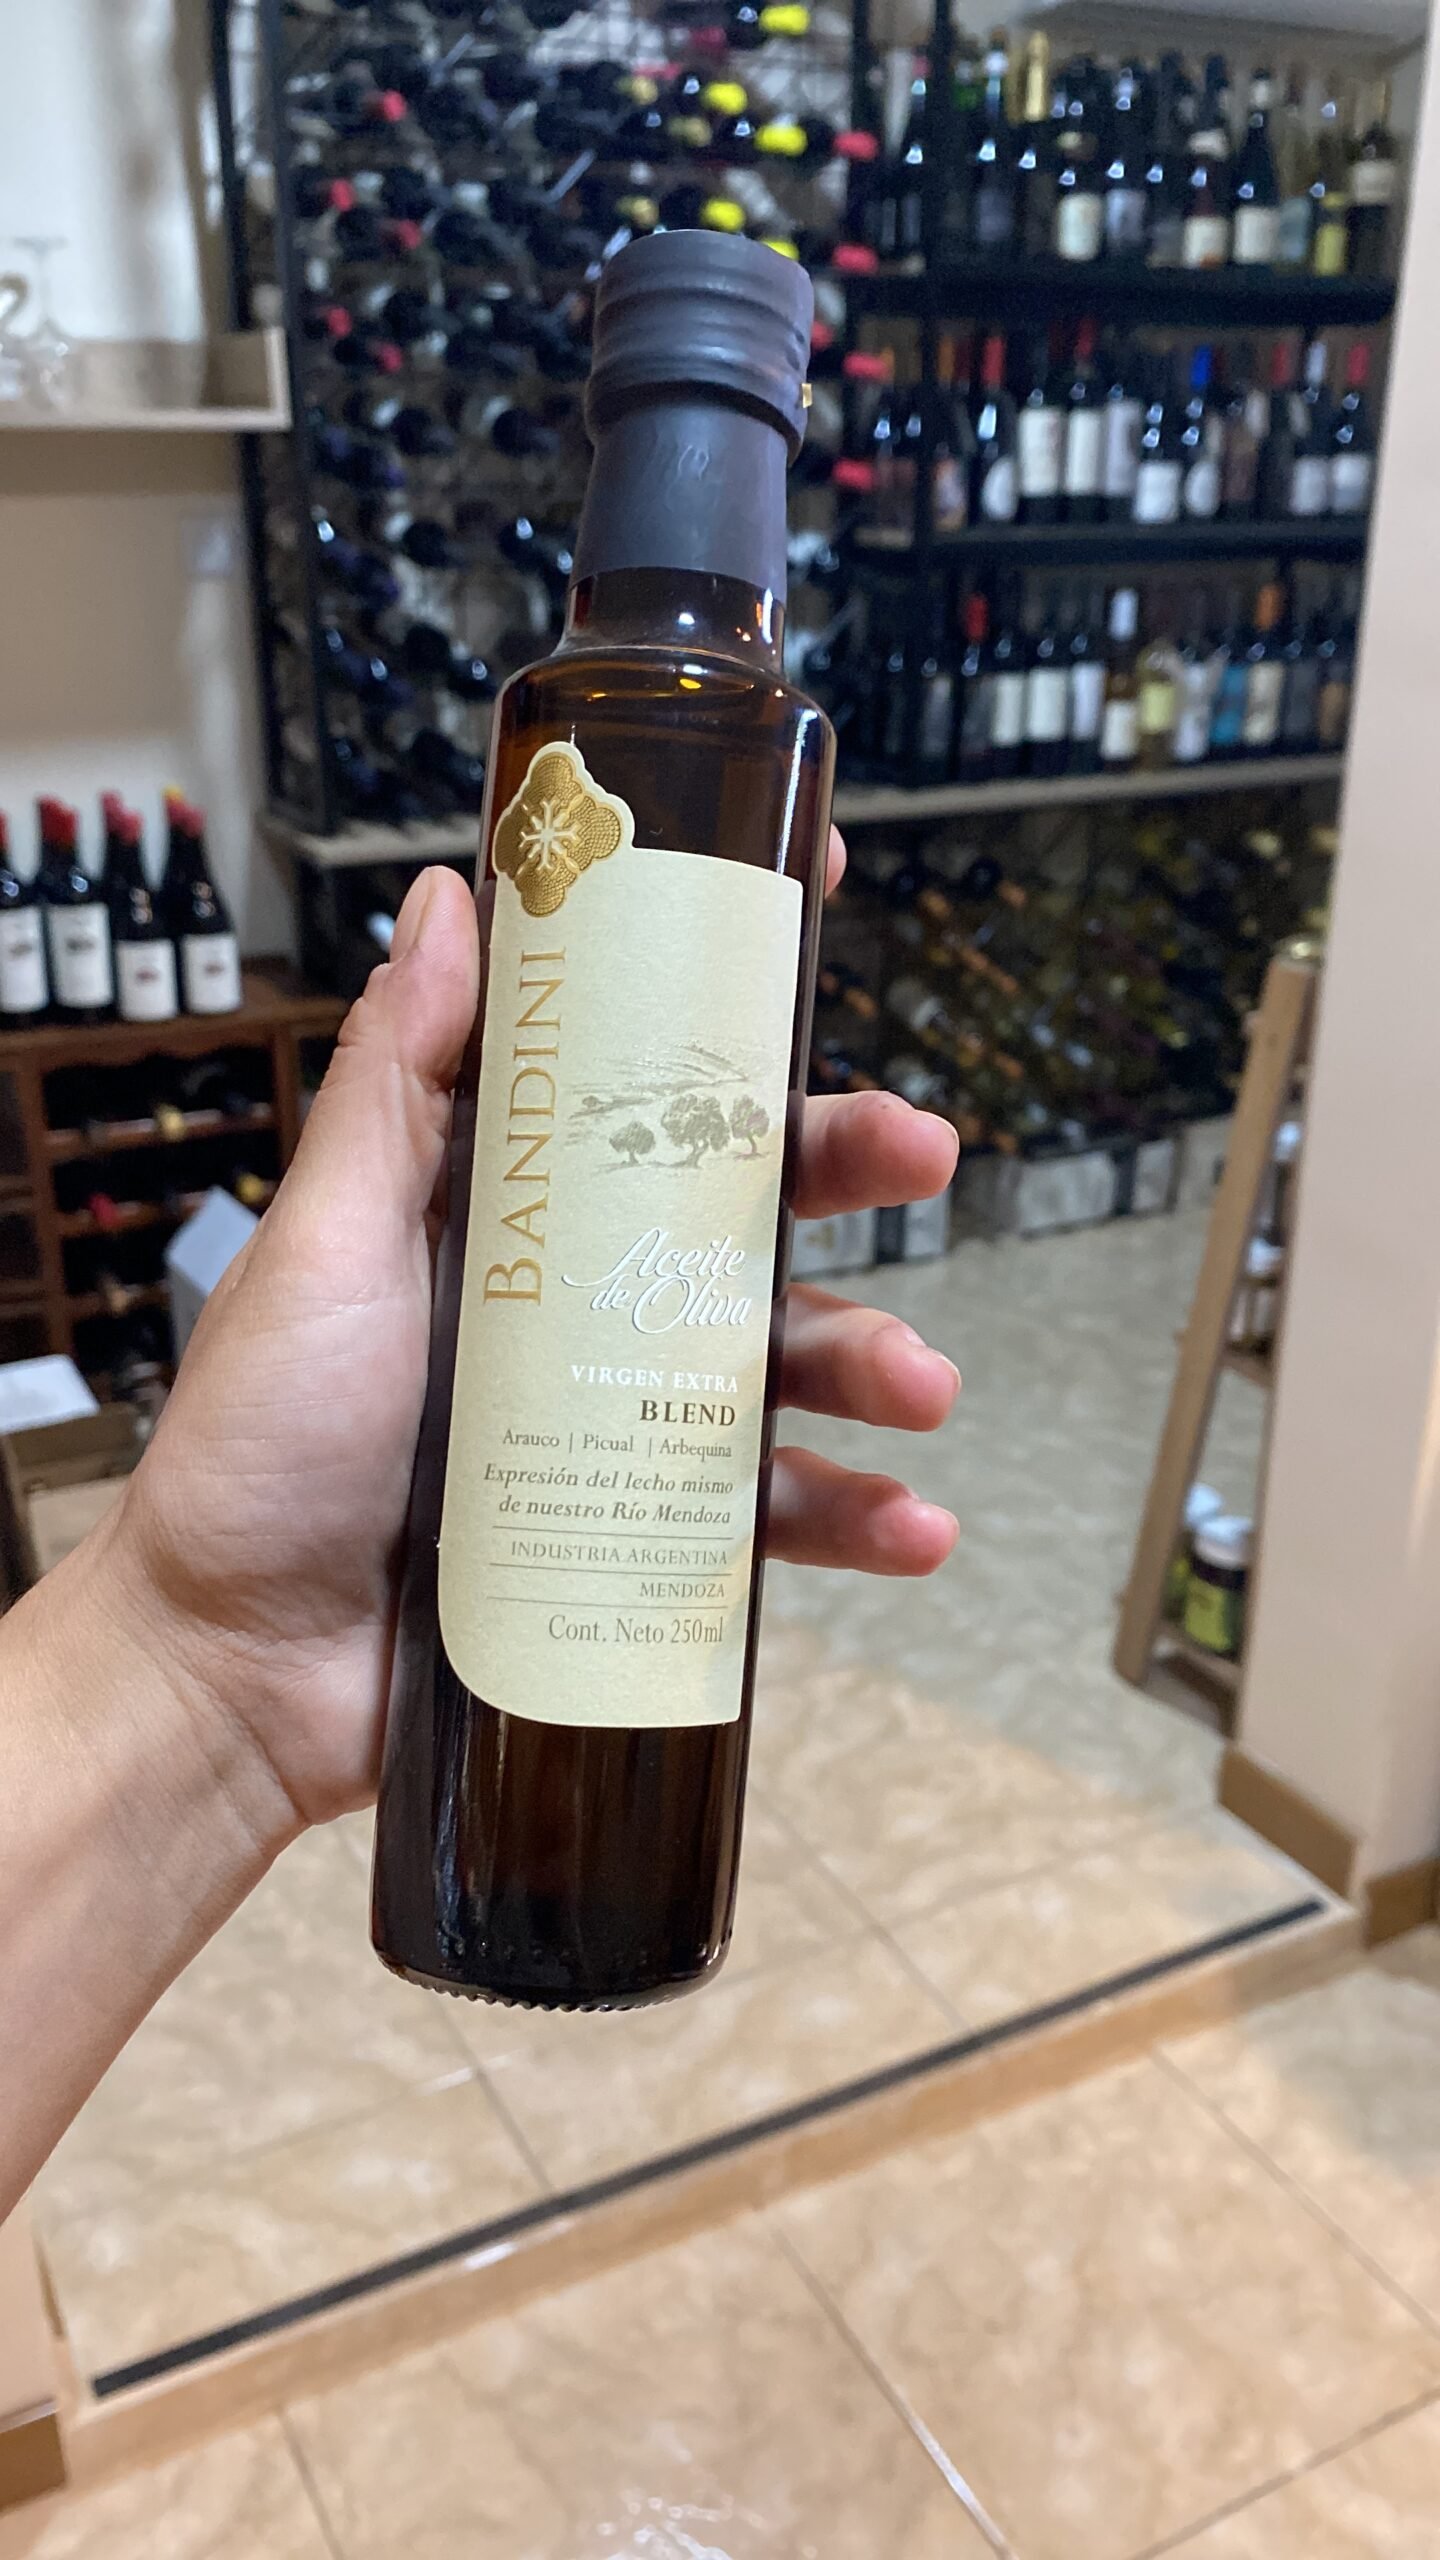 BANDINI
Aceite
de Oliva
VIRGEN EXTRA
BLEND
Arauco | Picual | Arbequina
Expresión del lecho mismo
de nuestro Río Mendoza
INDUSTRIA ARGENTINA
MENDOZA
Cont. Neto 250ml